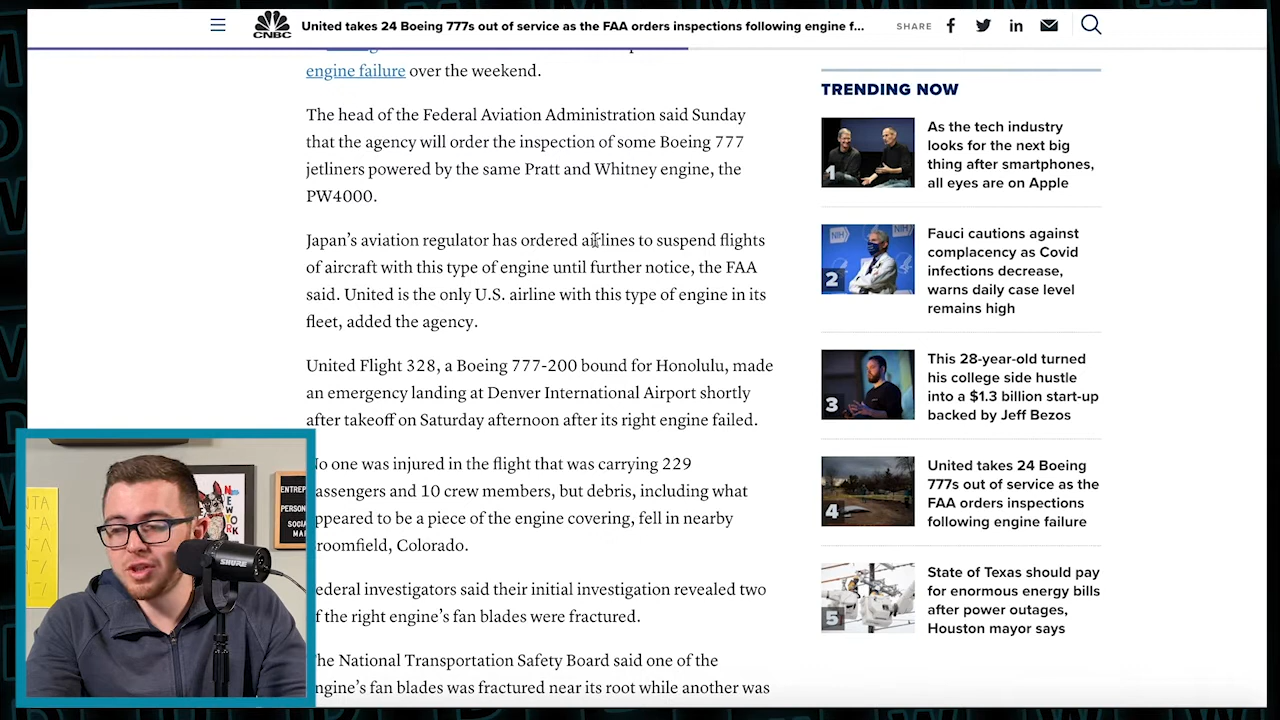 CNBC
United takes 24 Boeing 777s out of service as the FAA orders inspections following engine f...
SHARE
engine failure over the weekend.
The head of the Federal Aviation Administration said Sunday
that the agency will order the inspection of some Boeing 777
jetliners powered by the same Pratt and Whitney engine, the
PW4000.
Japan's aviation regulator has ordered airlines to suspend flights
of aircraft with this type of engine until further notice, the FAA
said. United is the only U.S. airline with this type of engine in its
fleet, added the agency.
United Flight 328, a Boeing 777-200 bound for Honolulu, made
an emergency landing at Denver International Airport shortly
after takeoff on Saturday afternoon after its right engine failed.
No one was injured in the flight that was carrying 229
passengers and 10 crew members, but debris, including what
appeared to be a piece of the engine covering, fell in nearby
Broomfield, Colorado.
Federal investigators said their initial investigation revealed two
of the right engine's fan blades were fractured.
The National Transportation Safety Board said one of the
engine's fan blades was fractured near its root while another was
TRENDING NOW
1
As the tech industry
looks for the next big
thing after smartphones,
all eyes are on Apple
NIH
2
Fauci cautions against
complacency as Covid
infections decrease,
warns daily case level
remains high
3
This 28-year-old turned
his college side hustle
into a $1.3 billion start-up
backed by Jeff Bezos
4
United takes 24 Boeing
777s out of service as the
FAA orders inspections
following engine failure
5
State of Texas should pay
for enormous energy bills
after power outages,
Houston mayor says
NEW
YORK
ENTREP
PERSON
SOCIA
MAR
SHURE